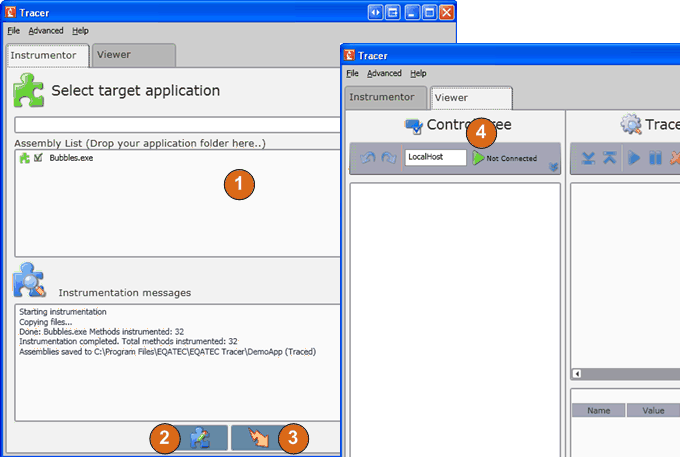 Tracer
File Advanced Help
Instrumentor Viewer
Select target application
Assembly List (Drop your application folder here..)
Bubbles.exe
1
Instrumentation messages
Starting instrumentation
Copying files...
Done: Bubbles.exe Methods instrumented: 32
Instrumentation completed. Total methods instrumented: 32
Assemblies saved to C:\Program Files\EQATEC\EQATEC Tracer\DemoApp (Traced)
2
3
Tracer
File Advanced Help
Instrumentor Viewer
Control Tree
4
Trace
LocalHost
Not Connected
Name Value